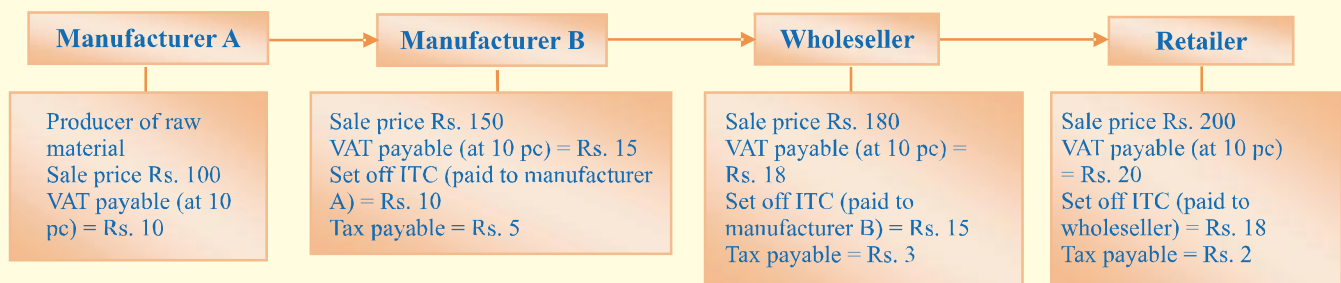 Manufacturer A
Manufacturer B
Wholeseller
Retailer
Producer of raw
material
Sale price Rs. 100
VAT payable (at 10
pc) = Rs. 10
Sale price Rs. 150
VAT payable (at 10 pc) = Rs. 15
Set off ITC (paid to manufacturer
A) = Rs. 10
Tax payable = Rs. 5
Sale price Rs. 180
VAT payable (at 10 pc) =
Rs. 18
Set off ITC (paid to
manufacturer B) = Rs. 15
Tax payable = Rs. 3
Sale price Rs. 200
VAT payable (at 10 pc)
= Rs. 20
Set off ITC (paid to
wholeseller) = Rs. 18
Tax payable = Rs. 2